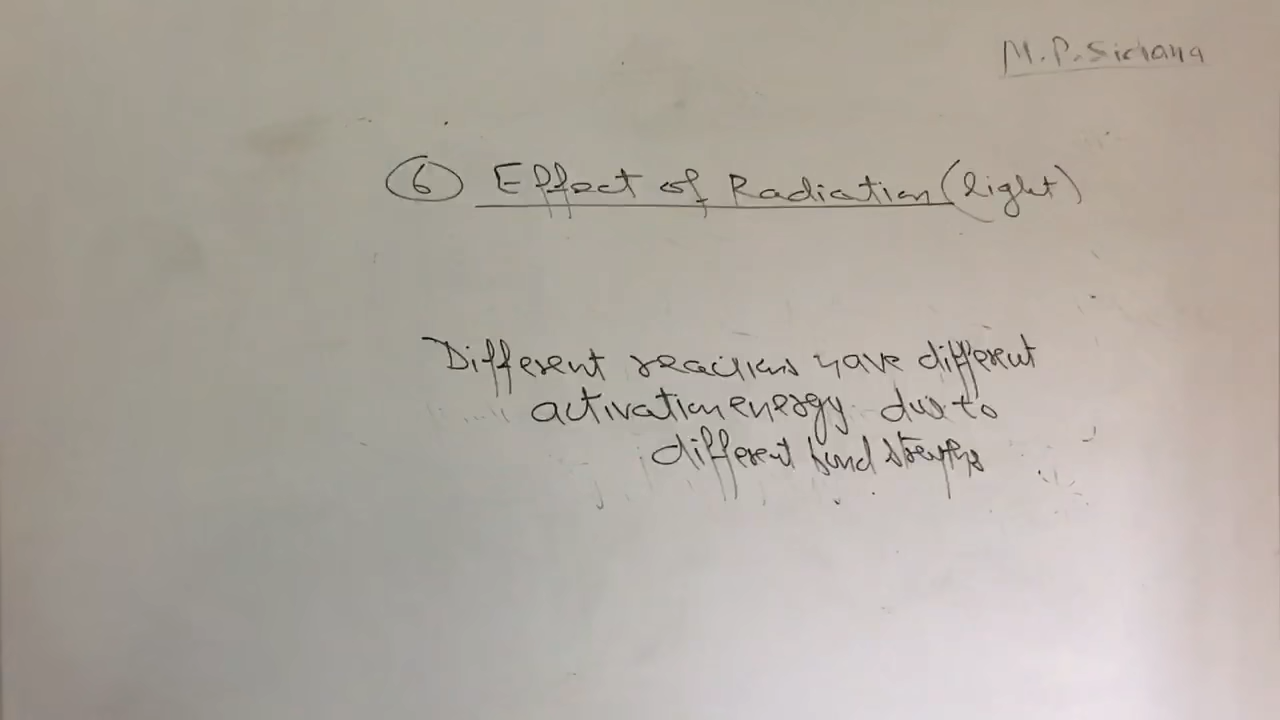 M.P. Sidana
6 Effect of Radiation (light)
Different reactions have different
activation energy due to
different bond strengths